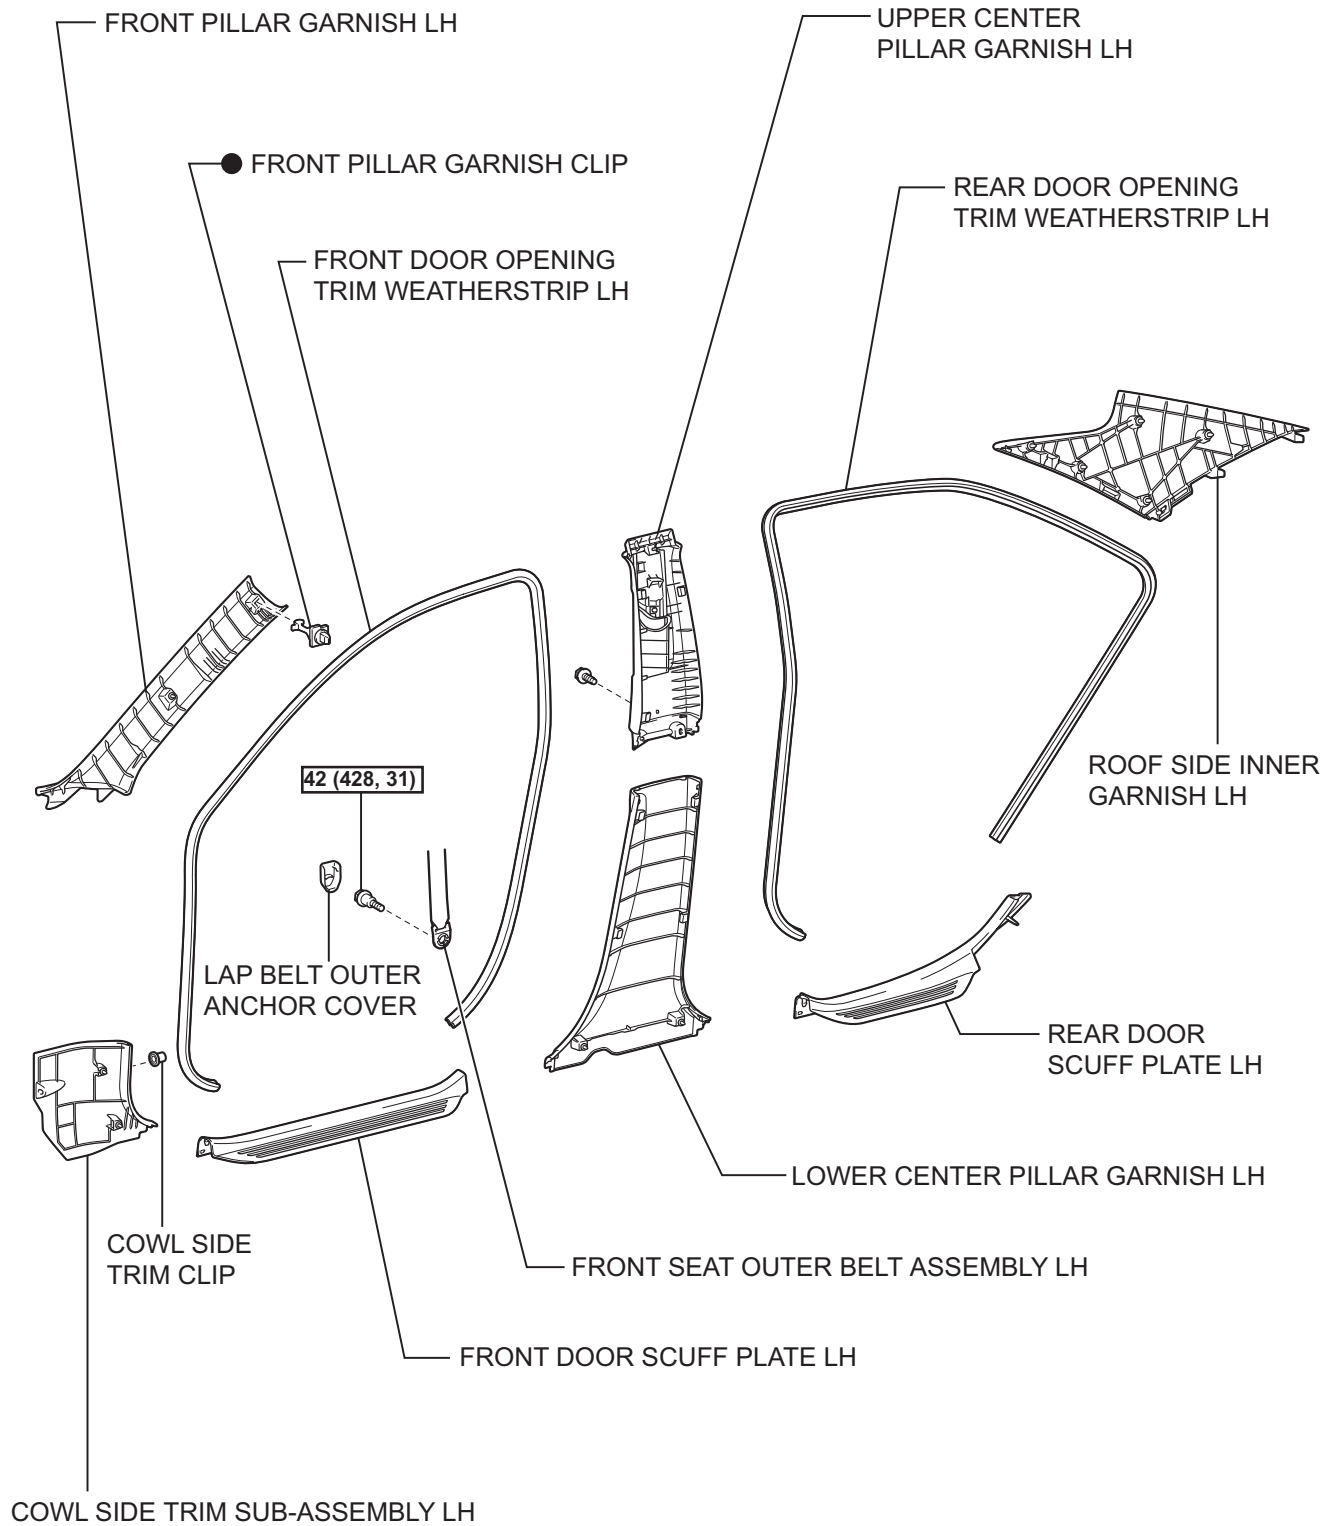 FRONT PILLAR GARNISH LH
UPPER CENTER
PILLAR GARNISH LH
FRONT PILLAR GARNISH CLIP
REAR DOOR OPENING
TRIM WEATHERSTRIP LH
FRONT DOOR OPENING
TRIM WEATHERSTRIP LH
42 (428, 31)
ROOF SIDE INNER
GARNISH LH
LAP BELT OUTER
ANCHOR COVER
REAR DOOR
SCUFF PLATE LH
LOWER CENTER PILLAR GARNISH LH
COWL SIDE
TRIM CLIP
FRONT SEAT OUTER BELT ASSEMBLY LH
FRONT DOOR SCUFF PLATE LH
COWL SIDE TRIM SUB-ASSEMBLY LH